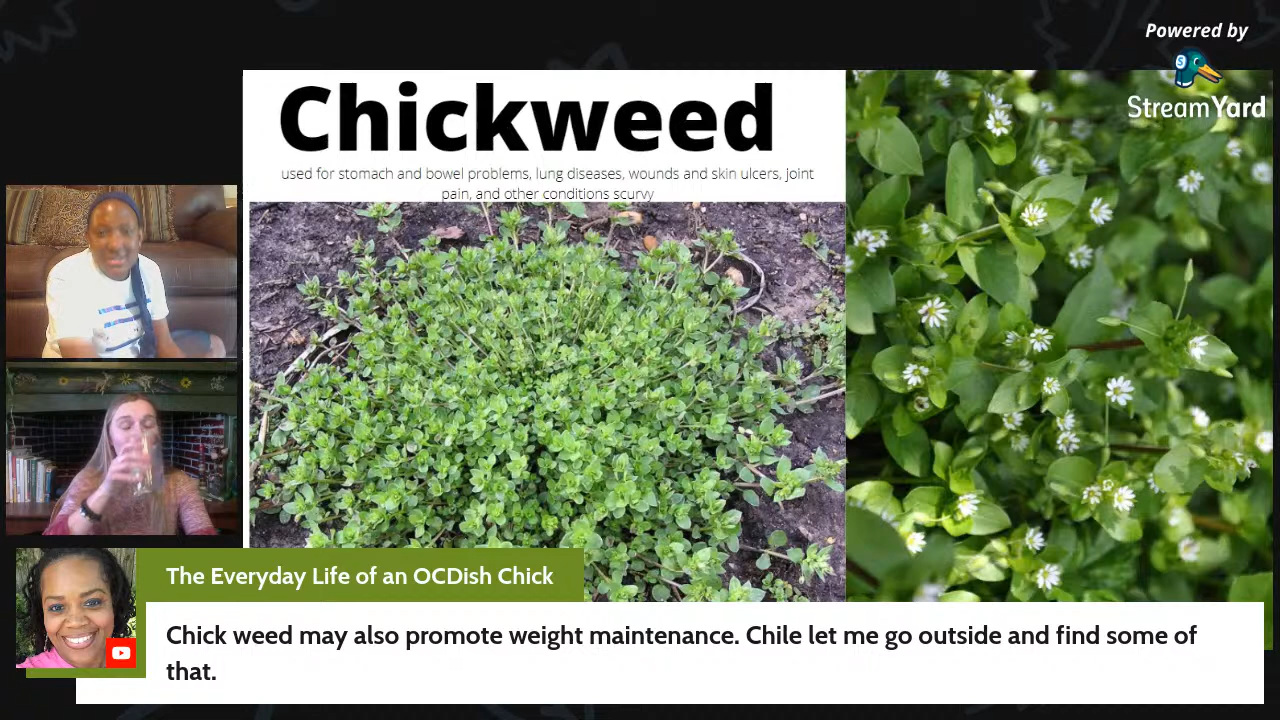 Powered by
StreamYard
Chickweed
used for stomach and bowel problems, lung diseases, wounds and skin ulcers, joint
pain, and other conditions scurvy
The Everyday Life of an OCDish Chick
Chick weed may also promote weight maintenance. Chile let me go outside and find some of
that.